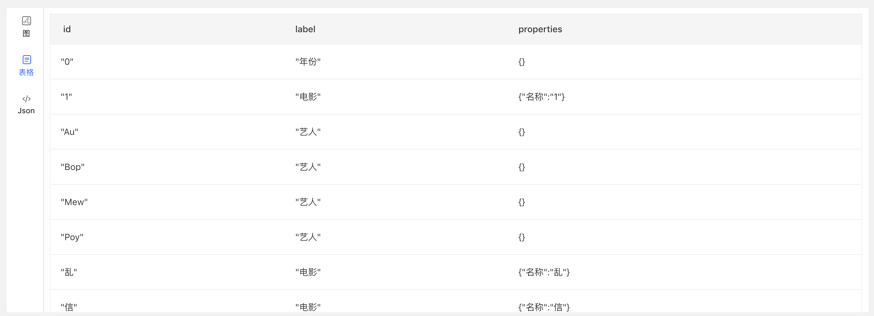 图
表格
Json
id label properties
"0" "年份" {}
"1" "电影" {"名称":"1"}
"Au" "艺人" {}
"Bop" "艺人" {}
"Mew" "艺人" {}
"Poy" "艺人" {}
"乱" "电影" {"名称":"乱"}
"信" "电影" {"名称":"信"}